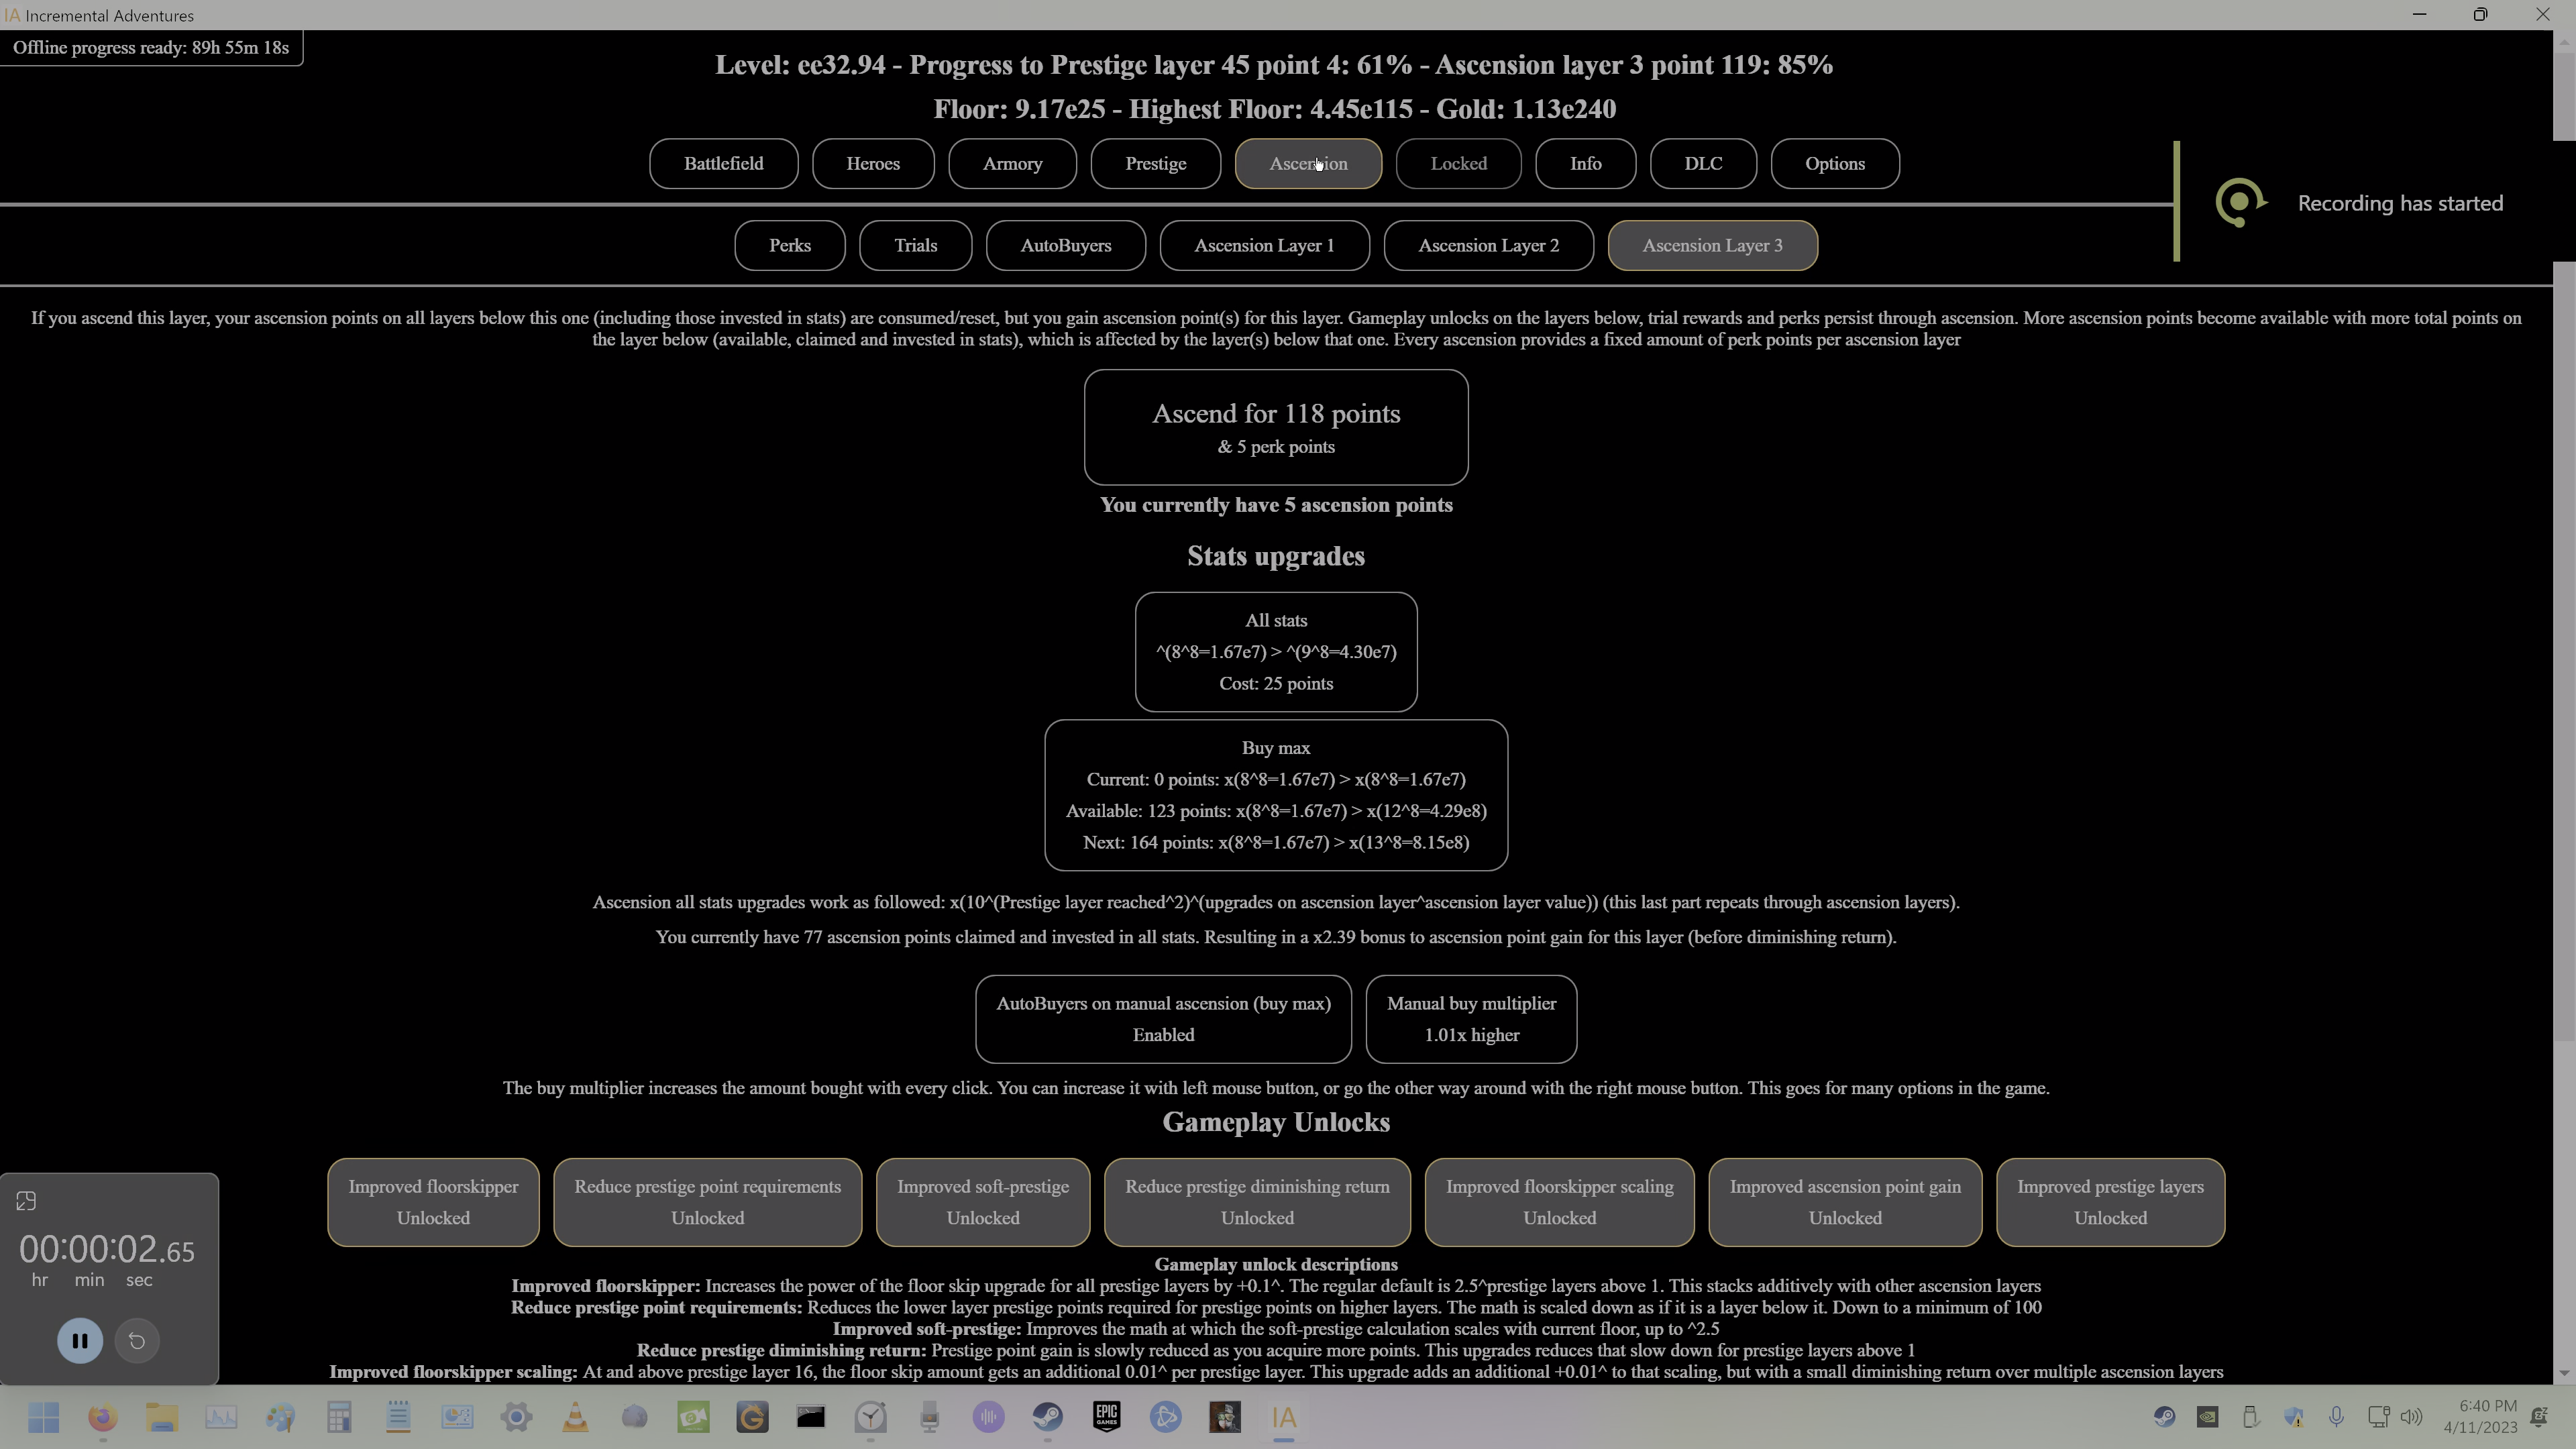 IA Incremental Adventures
Offline progress ready: 89h 55m 18s
Level: ee32.94 - Progress to Prestige layer 45 point 4: 61% - Ascension layer 3 point 119: 85%
Floor: 9.17e25 - Highest Floor: 4.45e115 - Gold: 1.13e240
Battlefield Heroes Armory Prestige Ascension Locked Info DLC Options
Recording has started
Perks Trials AutoBuyers Ascension Layer 1 Ascension Layer 2 Ascension Layer 3
If you ascend this layer, your ascension points on all layers below this one (including those invested in stats) are consumed/reset, but you gain ascension point(s) for this layer. Gameplay unlocks on the layers below, trial rewards and perks persist through ascension. More ascension points become available with more total points on
the layer below (available, claimed and invested in stats), which is affected by the layer(s) below that one. Every ascension provides a fixed amount of perk points per ascension layer
Ascend for 118 points
& 5 perk points
You currently have 5 ascension points
Stats upgrades
All stats
^(8^8=1.67e7) > ^(9^8=4.30e7)
Cost: 25 points
Buy max
Current: 0 points: x(8^8=1.67e7) > x(8^8=1.67e7)
Available: 123 points: x(8^8=1.67e7) > x(12^8=4.29e8)
Next: 164 points: x(8^8=1.67e7) > x(13^8=8.15e8)
Ascension all stats upgrades work as followed: x(10^(Prestige layer reached^2)^(upgrades on ascension layer^ascension layer value)) (this last part repeats through ascension layers).
You currently have 77 ascension points claimed and invested in all stats. Resulting in a x2.39 bonus to ascension point gain for this layer (before diminishing return).
AutoBuyers on manual ascension (buy max)
Enabled
Manual buy multiplier
1.01x higher
The buy multiplier increases the amount bought with every click. You can increase it with left mouse button, or go the other way around with the right mouse button. This goes for many options in the game.
Gameplay Unlocks
Improved floorskipper
Unlocked
Reduce prestige point requirements
Unlocked
Improved soft-prestige
Unlocked
Reduce prestige diminishing return
Unlocked
Improved floorskipper scaling
Unlocked
Improved ascension point gain
Unlocked
Improved prestige layers
Unlocked
Gameplay unlock descriptions
Improved floorskipper: Increases the power of the floor skip upgrade for all prestige layers by +0.1^. The regular default is 2.5^prestige layers above 1. This stacks additively with other ascension layers
Reduce prestige point requirements: Reduces the lower layer prestige points required for prestige points on higher layers. The math is scaled down as if it is a layer below it. Down to a minimum of 100
Improved soft-prestige: Improves the math at which the soft-prestige calculation scales with current floor, up to ^2.5
Reduce prestige diminishing return: Prestige point gain is slowly reduced as you acquire more points. This upgrades reduces that slow down for prestige layers above 1
Improved floorskipper scaling: At and above prestige layer 16, the floor skip amount gets an additional 0.01^ per prestige layer. This upgrade adds an additional +0.01^ to that scaling, but with a small diminishing return over multiple ascension layers
00:00:02.65
hr min sec
EPIC GAMES
IA
6:40 PM
4/11/2023